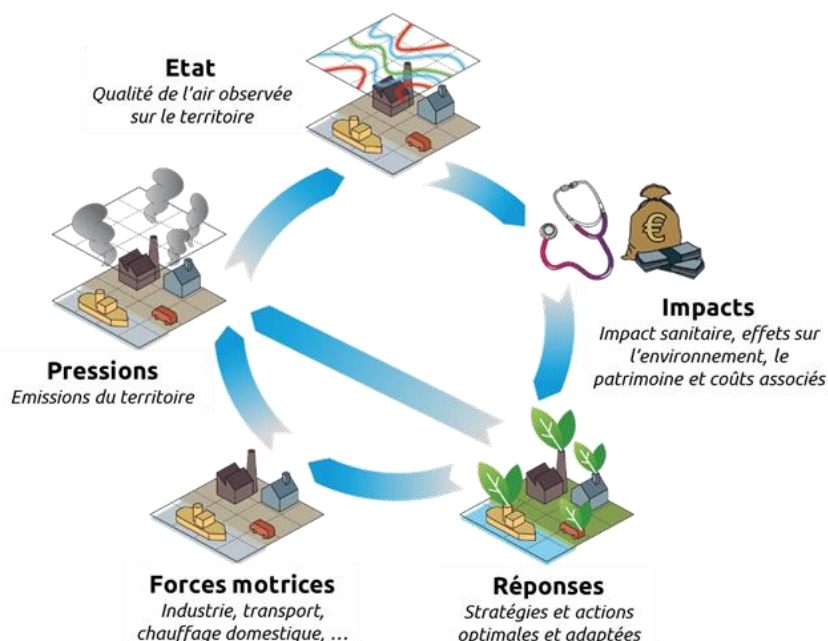 Etat
Qualité de l'air observée
sur le territoire
€
Impacts
Impact sanitaire, effets sur
l'environnement, le
patrimoine et coûts associés
Pressions
Emissions du territoire
Forces motrices
Industrie, transport,
chauffage domestique, ...
Réponses
Stratégies et actions
optimales et adaptées